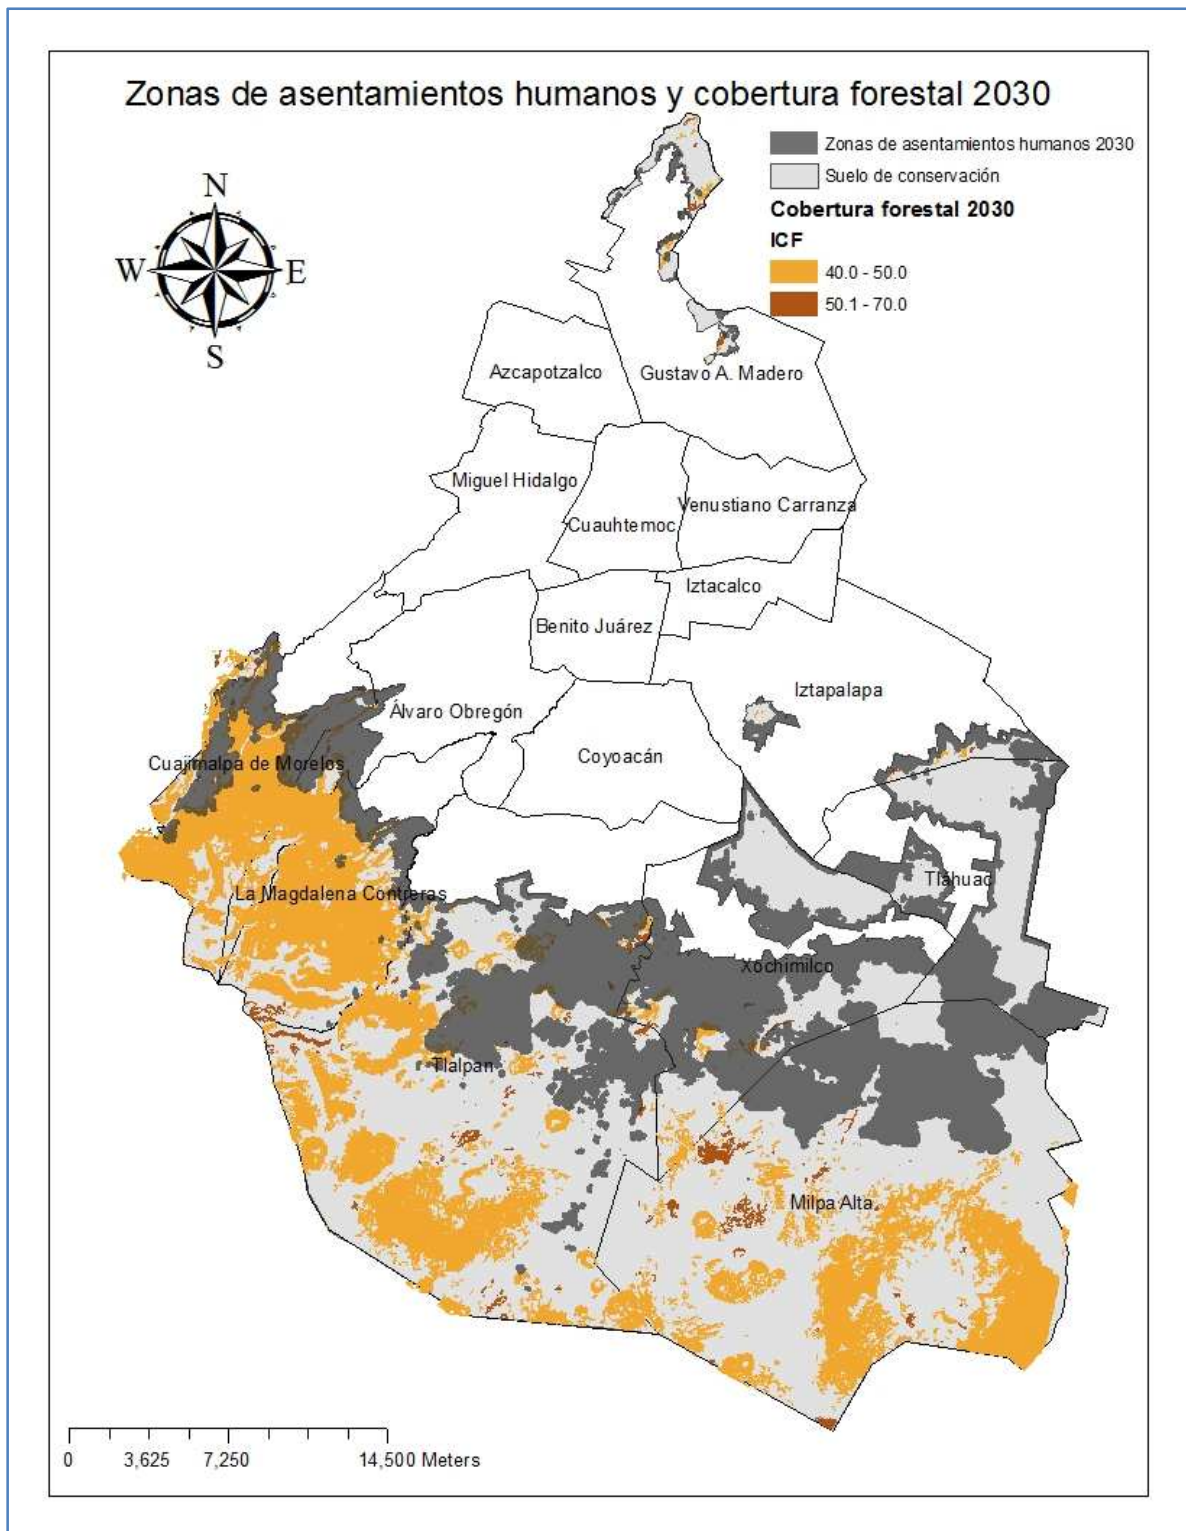 Zonas de asentamientos humanos y cobertura forestal 2030
Zonas de asentamientos humanos 2030
Suelo de conservación
Cobertura forestal 2030
ICF
40.0 - 50.0
50.1 - 70.0
N
W
E
S
Azcapotzalco
Gustavo A. Madero
Miguel Hidalgo
Venustiano Carranza
Cuauhtemoc
Iztacalco
Benito Juárez
Iztapalapa
Álvaro Obregón
Coyoacán
Cuajimalpa de Morelos
Tláhuac
La Magdalena Contreras
Xochimilco
Tlalpan
Milpa Alta
0 3,625 7,250 14,500 Meters